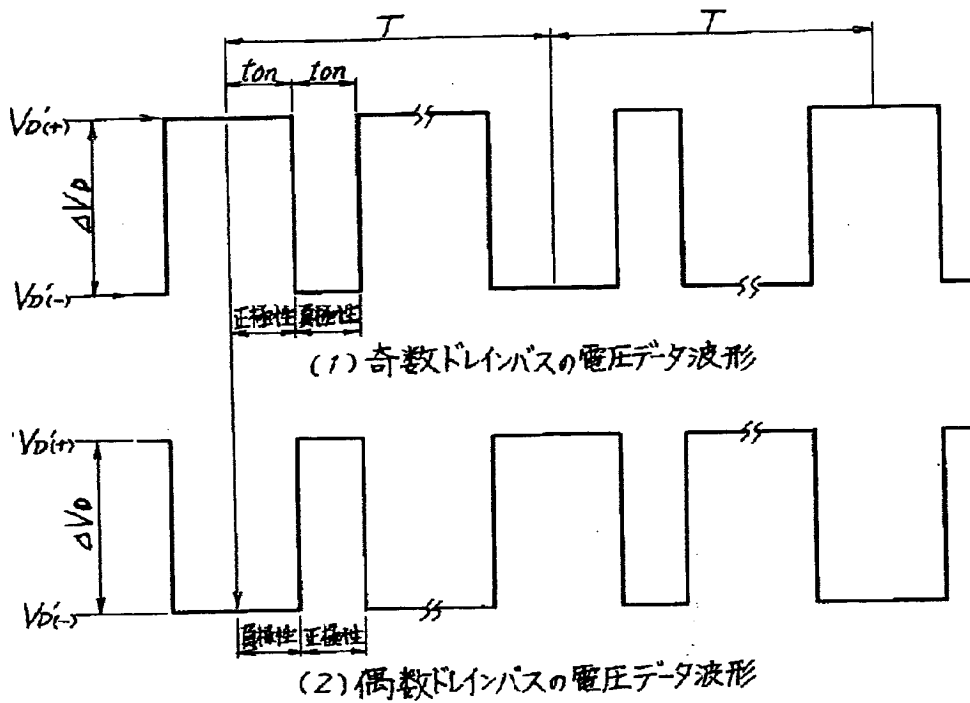 T T
ton ton
VD'(+)
ΔVD
VD'(-)
正極性 負極性
(1) 奇数ドレインバスの電圧データ波形
VD'(+)
ΔVD
VD'(-)
負極性 正極性
(2) 偶数ドレインバスの電圧データ波形